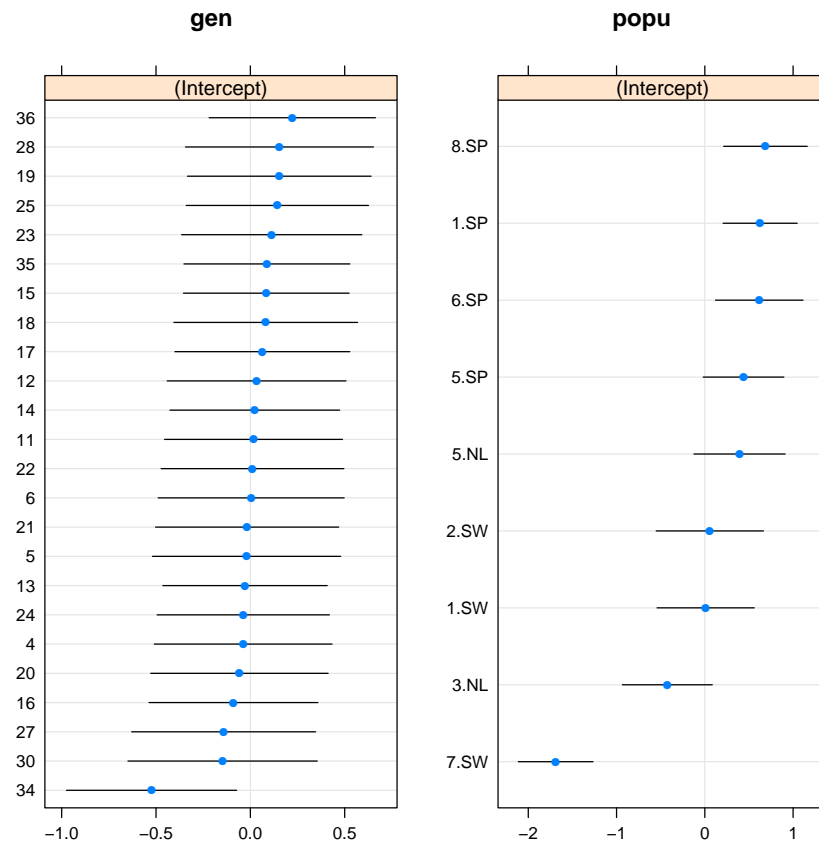 gen
(Intercept)
36
28
19
25
23
35
15
18
17
12
14
11
22
6
21
5
13
24
4
20
16
27
30
34
−1.0 −0.5 0.0 0.5
popu
(Intercept)
8.SP
1.SP
6.SP
5.SP
5.NL
2.SW
1.SW
3.NL
7.SW
−2 −1 0 1